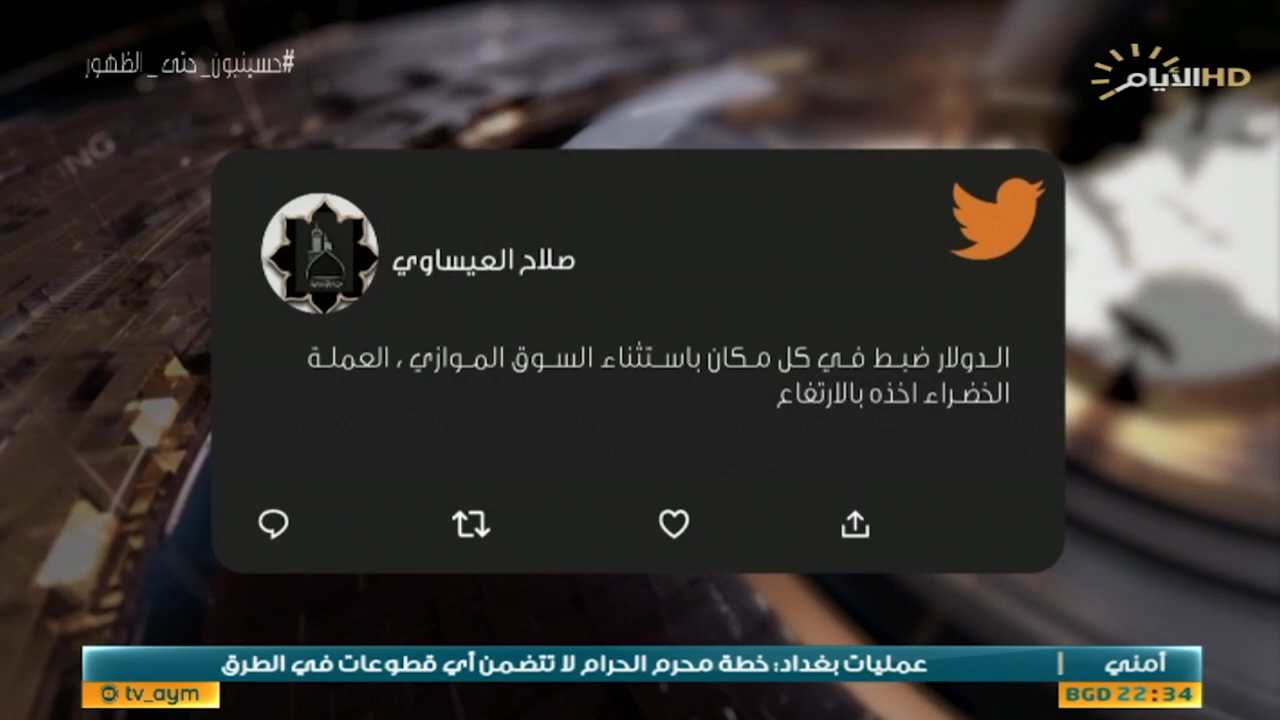 #حسينيون_حتى_الظهور
الأيام HD
صلاح العيساوي
الدولار ضبط في كل مكان باستثناء السوق الموازي ، العملة
الخضراء اخذه بالارتفاع
أمني | عمليات بغداد: خطة محرم الحرام لا تتضمن أي قطوعات في الطرق
tv_aym
BGD 22:34